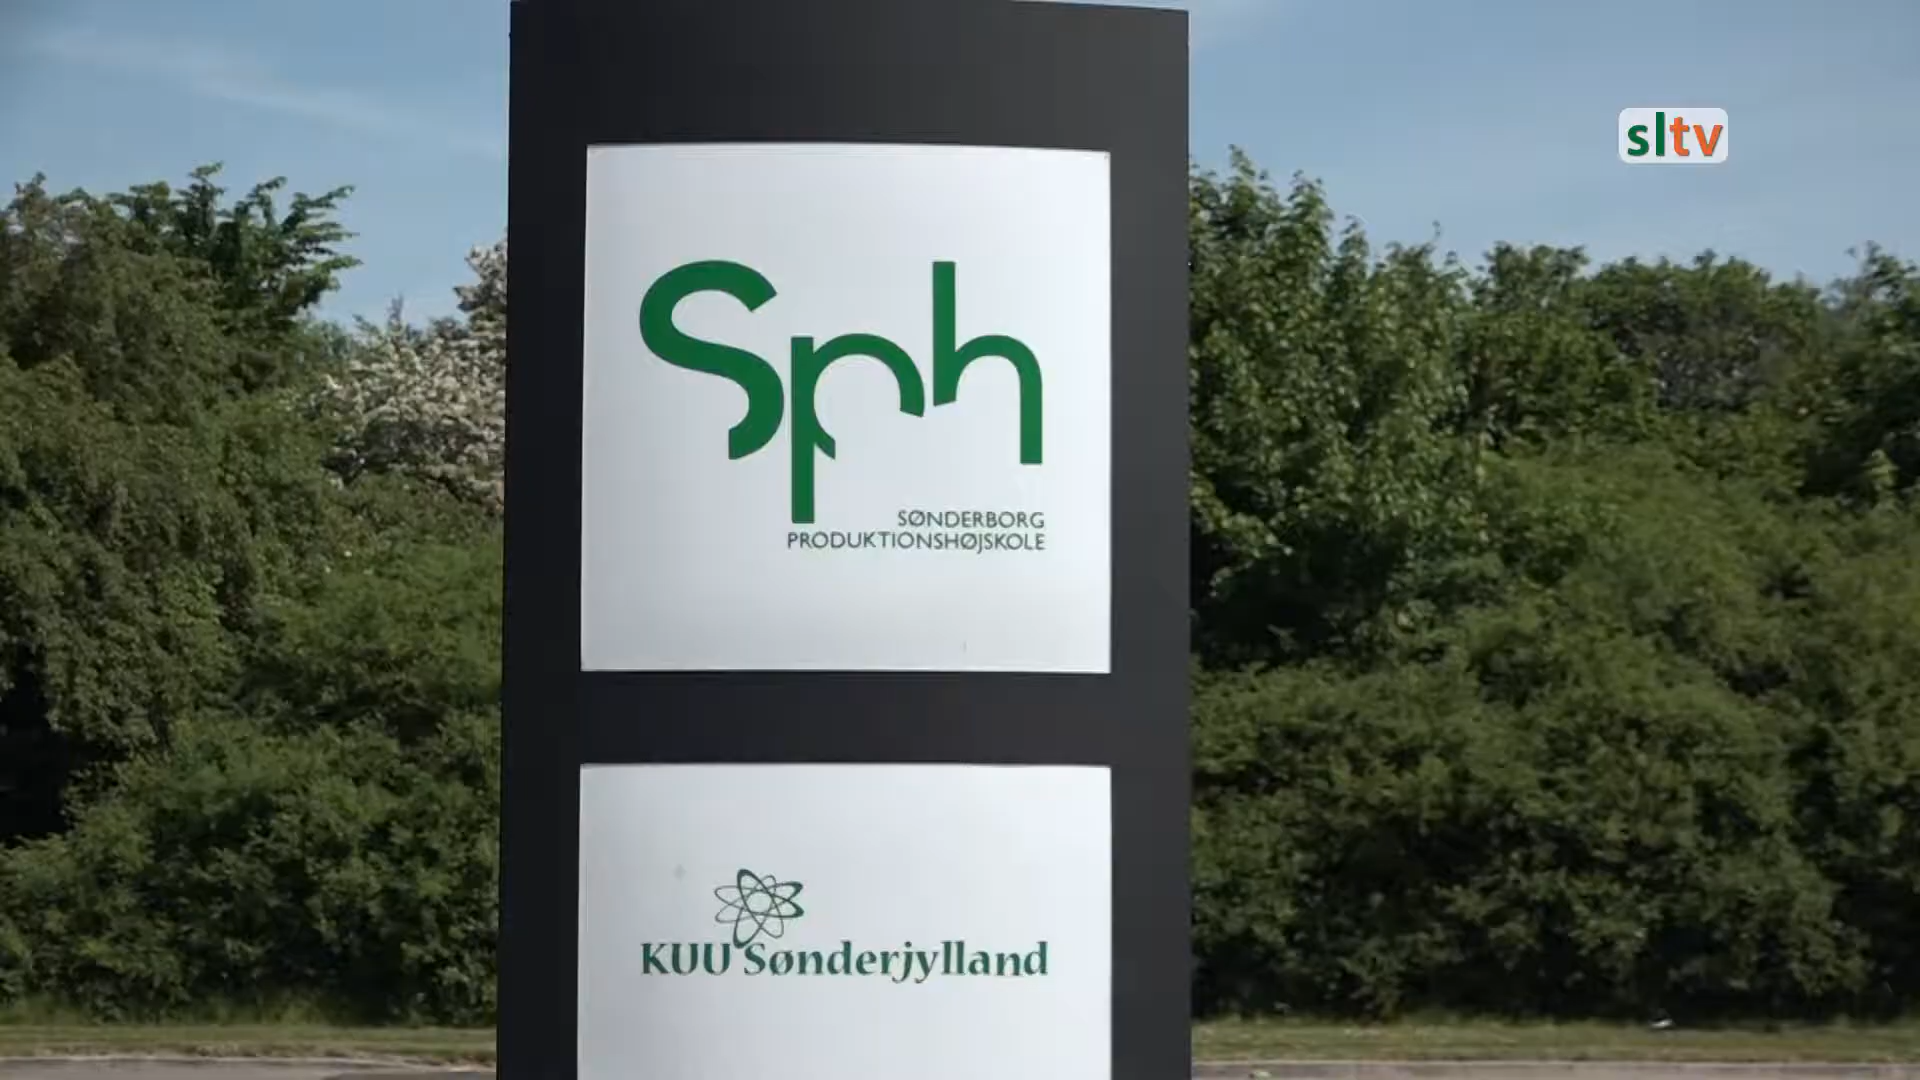 sltv
Sph
SØNDERBORG
PRODUKTIONSHØJSKOLE
KUU Sønderjylland